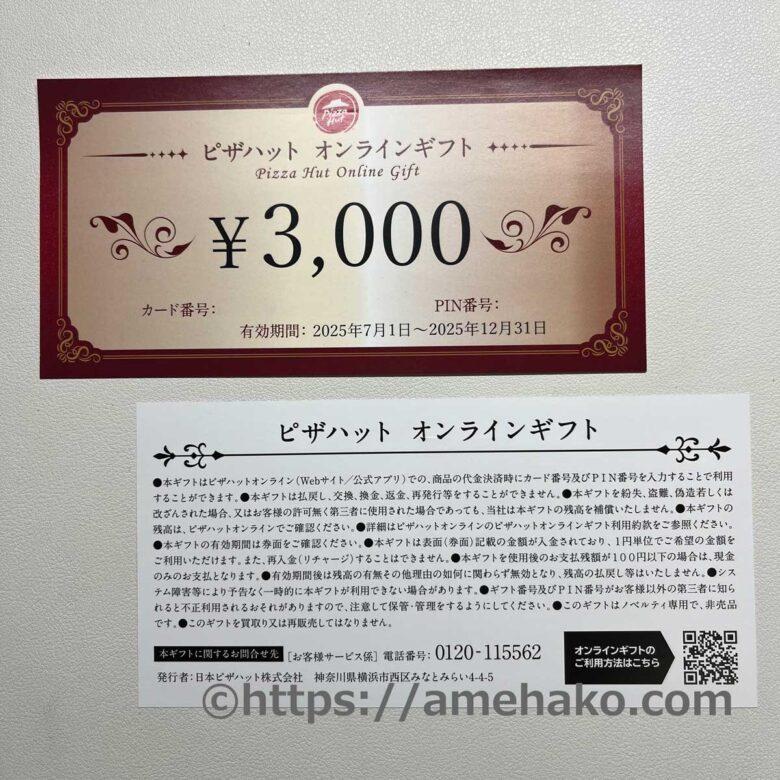 Pizza Hut
ピザハット オンラインギフト
Pizza Hut Online Gift
¥3,000
カード番号: PIN番号:
有効期間: 2025年7月1日〜2025年12月31日
ピザハット オンラインギフト
●本ギフトはピザハットオンライン（Webサイト／公式アプリ）での、商品の代金決済時にカード番号及びPIN番号を入力することで利用
することができます。●本ギフトは払戻し、交換、換金、返金、再発行等をすることができません。●本ギフトを紛失、盗難、偽造若しくは
改ざんされた場合、又はお客様の許可無く第三者に使用された場合であっても、当社は本ギフトの残高を補償いたしません。●本ギフトの
残高は、ピザハットオンラインでご確認ください。●詳細はピザハットオンラインのピザハットオンラインギフト利用約款をご参照ください。
●本ギフトの有効期間は券面をご確認ください。●本ギフトは表面（券面）記載の金額が入金されており、1円単位でご希望の金額を
ご利用いただけます。また、再入金（リチャージ）することはできません。●本ギフトを使用後のお支払残額が100円以下の場合は、現金
のみのお支払となります。●有効期間後は残高の有無その他理由の如何に関わらず無効となり、残高の払戻し等はいたしません。●シス
テム障害等により予告なく一時的に本ギフトが利用できない場合があります。●ギフト番号及びPINがお客様以外の第三者に知ら
れると不正利用されるおそれがありますので、注意して保管・管理をするようにしてください。●このギフトはノベルティ専用で、非売品
です。●このギフトを買取り又は再販売してはなりません。
本ギフトに関するお問合せ先 [お客様サービス係] 電話番号: 0120-115562
発行者: 日本ピザハット株式会社 神奈川県横浜市西区みなとみらい4-4-5
オンラインギフトの
ご利用方法はこちら
©https://amehako.com